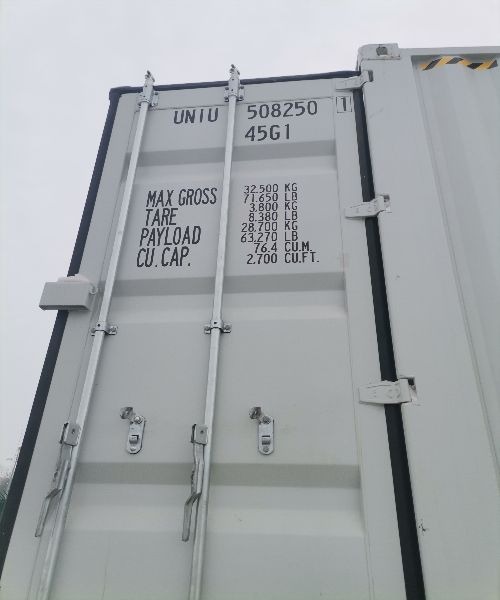 UNIU 508250 1
45G1
MAX GROSS 32.500 KG
71.650 LB
TARE 3.800 KG
8.380 LB
PAYLOAD 28.700 KG
63.270 LB
CU. CAP. 76.4 CU.M.
2.700 CU.FT.